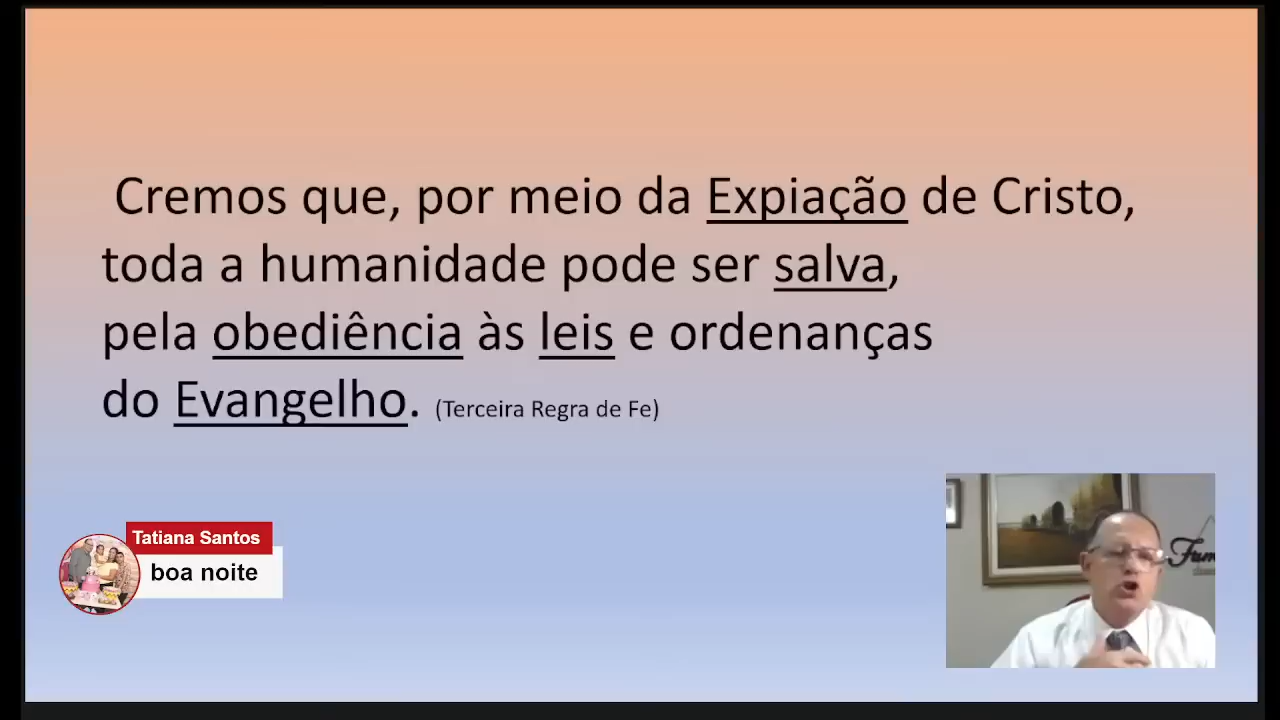 Cremos que, por meio da Expiação de Cristo,
toda a humanidade pode ser salva,
pela obediência às leis e ordenanças
do Evangelho. (Terceira Regra de Fe)
Tatiana Santos
boa noite